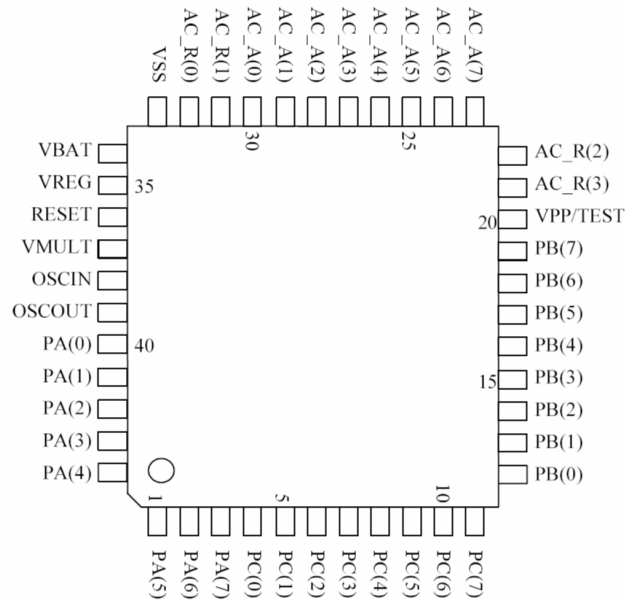 VSS
AC_R(0)
AC_R(1)
AC_A(0)
AC_A(1)
AC_A(2)
AC_A(3)
AC_A(4)
AC_A(5)
AC_A(6)
AC_A(7)
30
25
VBAT
VREG
RESET
VMULT
OSCIN
OSCOUT
PA(0)
PA(1)
PA(2)
PA(3)
PA(4)
35
40
20
15
AC_R(2)
AC_R(3)
VPP/TEST
PB(7)
PB(6)
PB(5)
PB(4)
PB(3)
PB(2)
PB(1)
PB(0)
1
5
10
PA(5)
PA(6)
PA(7)
PC(0)
PC(1)
PC(2)
PC(3)
PC(4)
PC(5)
PC(6)
PC(7)